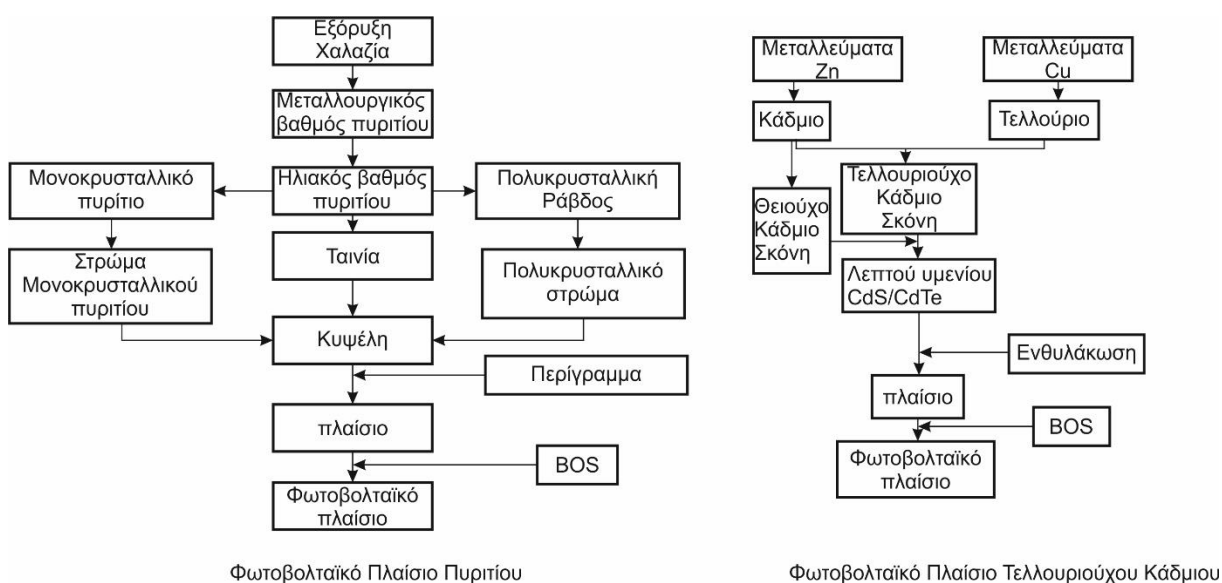 Εξόρυξη
Χαλαζία
Μεταλλουργικός
βαθμός πυριτίου
Μονοκρυσταλλικό
πυρίτιο
Ηλιακός βαθμός
πυριτίου
Πολυκρυσταλλική
Ράβδος
Στρώμα
Μονοκρυσταλλικού
πυριτίου
Ταινία
Πολυκρυσταλλικό
στρώμα
Κυψέλη
Περίγραμμα
πλαίσιο
BOS
Φωτοβολταϊκό
πλαίσιο
Φωτοβολταϊκό Πλαίσιο Πυριτίου
Μεταλλεύματα
Zn
Μεταλλεύματα
Cu
Κάδμιο
Τελλούριο
Θειούχο
Κάδμιο
Σκόνη
Τελλουριούχο
Κάδμιο
Σκόνη
Λεπτού υμενίου
CdS/CdTe
Ενθυλάκωση
πλαίσιο
BOS
Φωτοβολταϊκό
πλαίσιο
Φωτοβολταϊκό Πλαίσιο Τελλουριούχου Κάδμιου